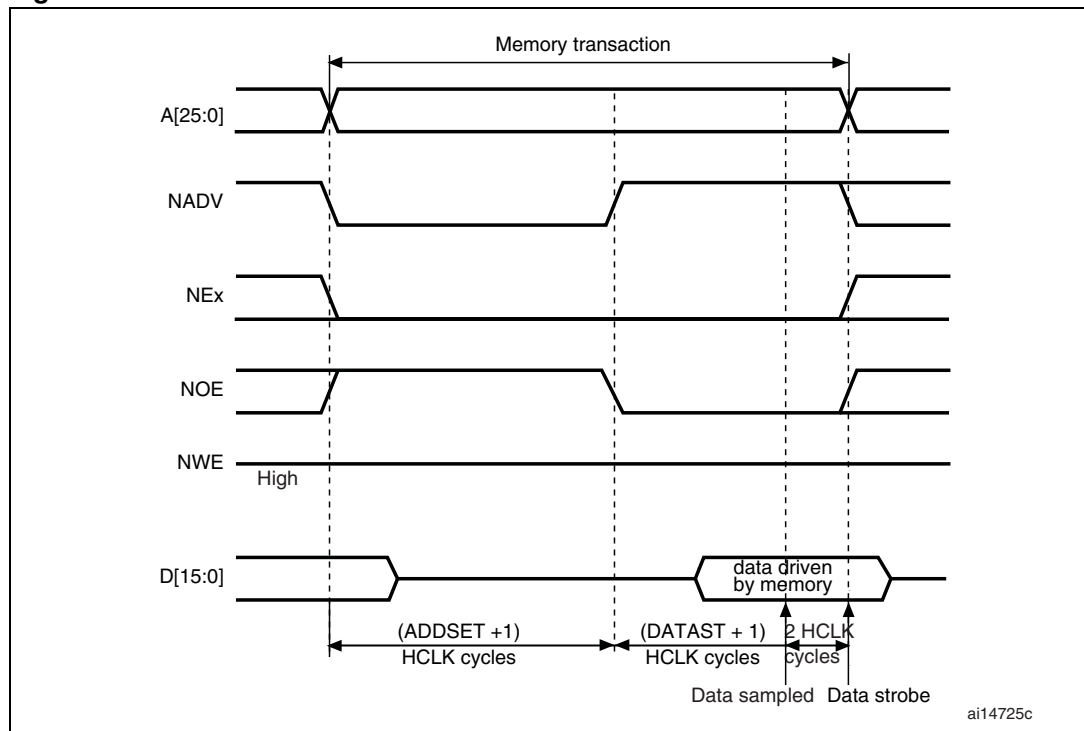 Memory transaction
A[25:0]
NADV
NEx
NOE
NWE
High
D[15:0]
data driven
by memory
(ADDSET +1)
HCLK cycles
(DATAST + 1)
HCLK cycles
2 HCLK
cycles
Data sampled
Data strobe
ai14725c